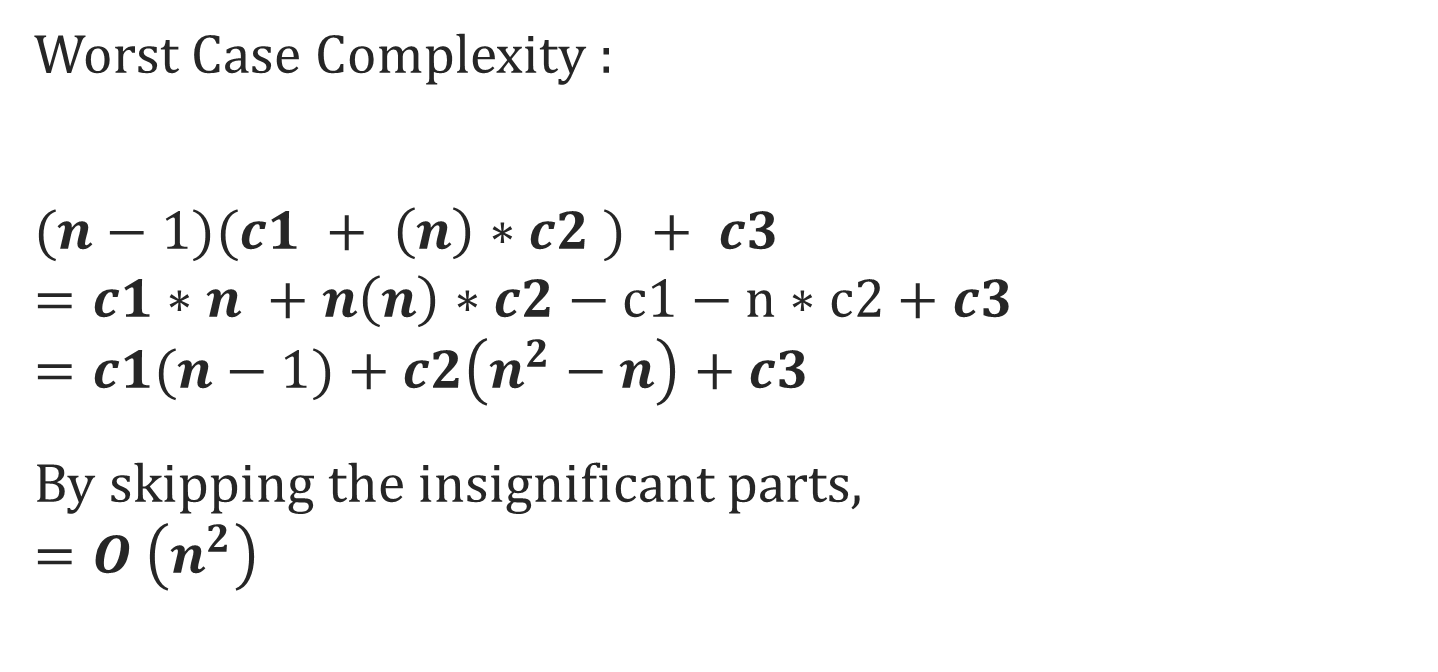 Worst Case Complexity :
(n − 1)(c1 + (n) ∗ c2 ) + c3
= c1 ∗ n + n(n) ∗ c2 − c1 − n ∗ c2 + c3
= c1(n − 1) + c2(n² − n) + c3
By skipping the insignificant parts,
= O (n²)